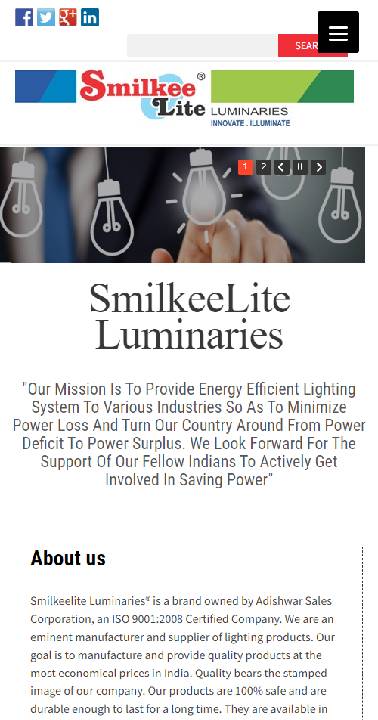 SEAR
Smilkee®
Lite
LUMINARIES
INNOVATE . ILLUMINATE
1 2
SmilkeeLite
Luminaries
"Our Mission Is To Provide Energy Efficient Lighting
System To Various Industries So As To Minimize
Power Loss And Turn Our Country Around From Power
Deficit To Power Surplus. We Look Forward For The
Support Of Our Fellow Indians To Actively Get
Involved In Saving Power"
About us
Smilkeelite Luminaries® is a brand owned by Adishwar Sales
Corporation, an ISO 9001:2008 Certified Company. We are an
eminent manufacturer and supplier of lighting products. Our
goal is to manufacture and provide quality products at the
most economical prices in India. Quality bears the stamped
image of our company. Our products are 100% safe and are
durable enough to last for a long time. They are available in